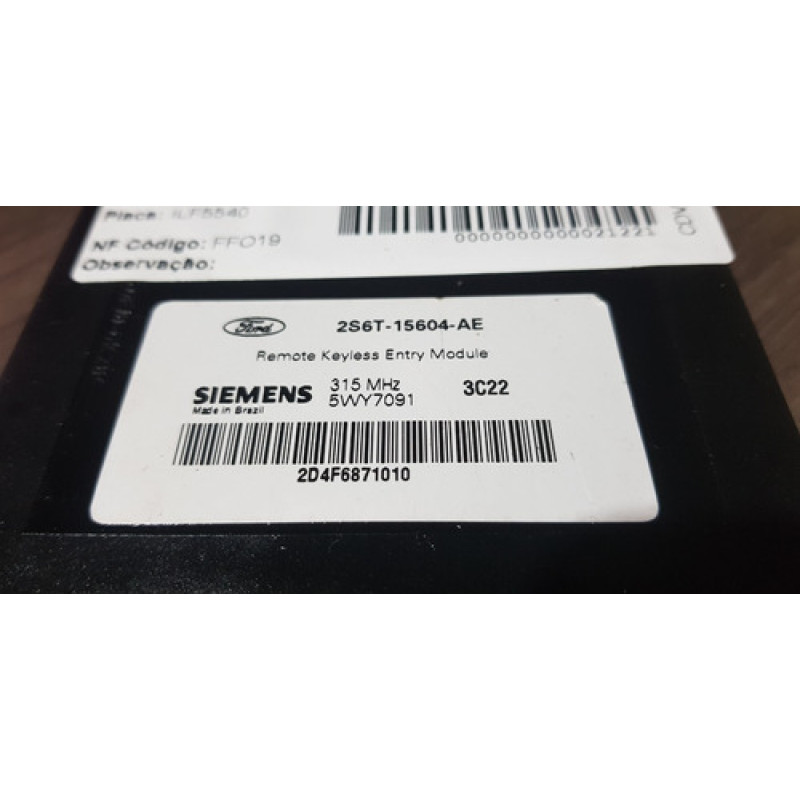 Placa: ILF5540
NF Código: FFO19
Observação:
00000000000021221
Ford
2S6T-15604-AE
Remote Keyless Entry Module
SIEMENS
Made in Brazil
315 MHz
5WY7091
3C22
2D4F6871010